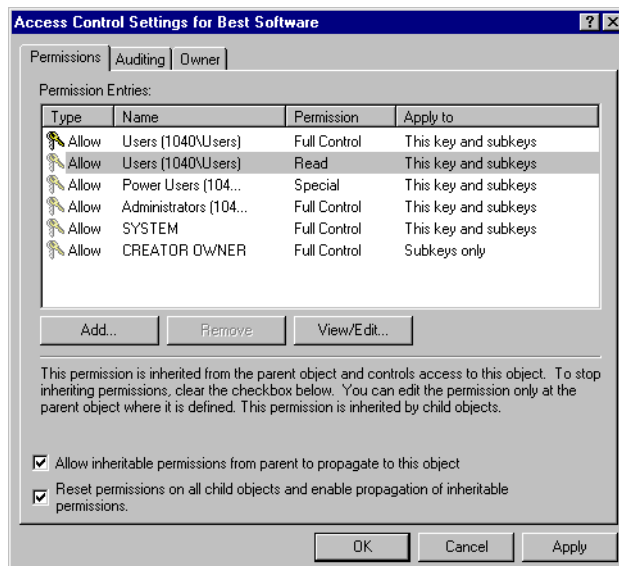 Access Control Settings for Best Software
Permissions Auditing Owner
Permission Entries:
Type Name Permission Apply to
Allow Users (1040\Users) Full Control This key and subkeys
Allow Users (1040\Users) Read This key and subkeys
Allow Power Users (104... Special This key and subkeys
Allow Administrators (104... Full Control This key and subkeys
Allow SYSTEM Full Control This key and subkeys
Allow CREATOR OWNER Full Control Subkeys only
Add... Remove View/Edit...
This permission is inherited from the parent object and controls access to this object. To stop
inheriting permissions, clear the checkbox below. You can edit the permission only at the
parent object where it is defined. This permission is inherited by child objects.
Allow inheritable permissions from parent to propagate to this object
Reset permissions on all child objects and enable propagation of inheritable
permissions.
OK Cancel Apply